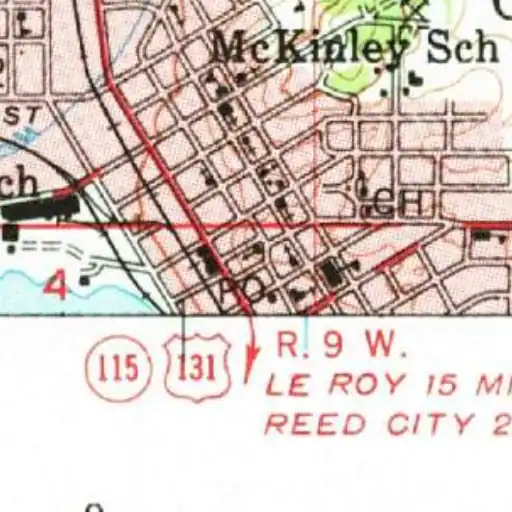 McKinley Sch
ST
ch
CH
4
PO
R. 9 W.
115
131
LE ROY 15 MI
REED CITY 2